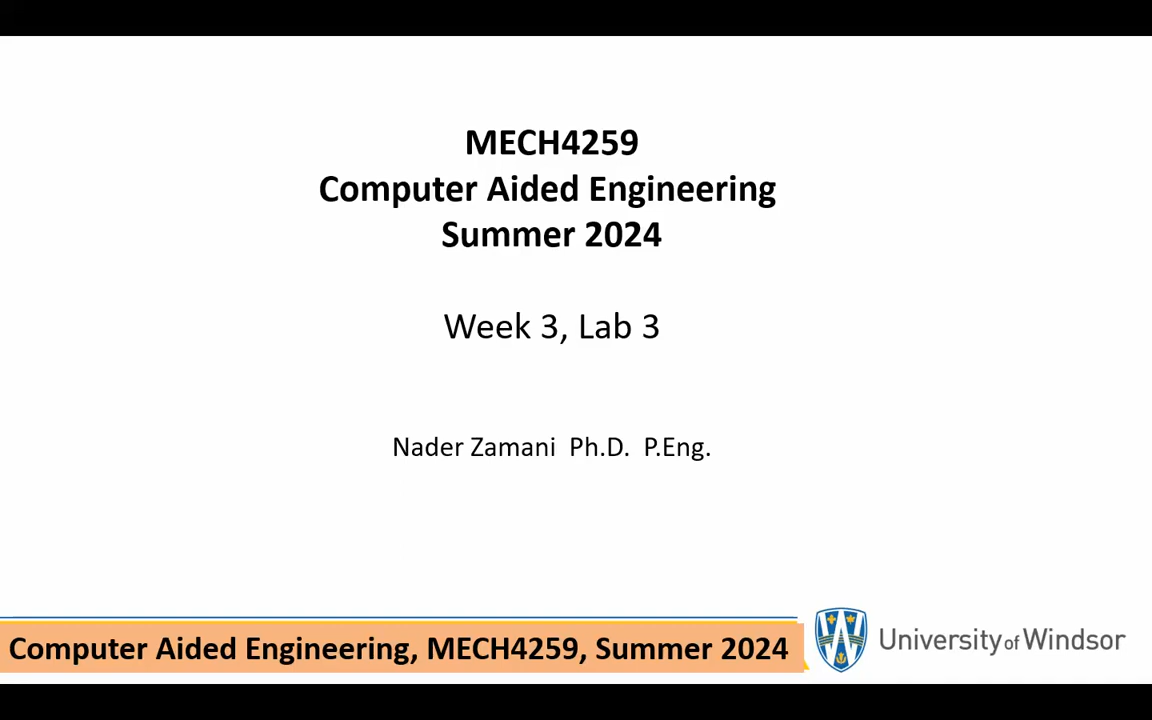 MECH4259
Computer Aided Engineering
Summer 2024
Week 3, Lab 3
Nader Zamani Ph.D. P.Eng.
Computer Aided Engineering, MECH4259, Summer 2024
University of Windsor